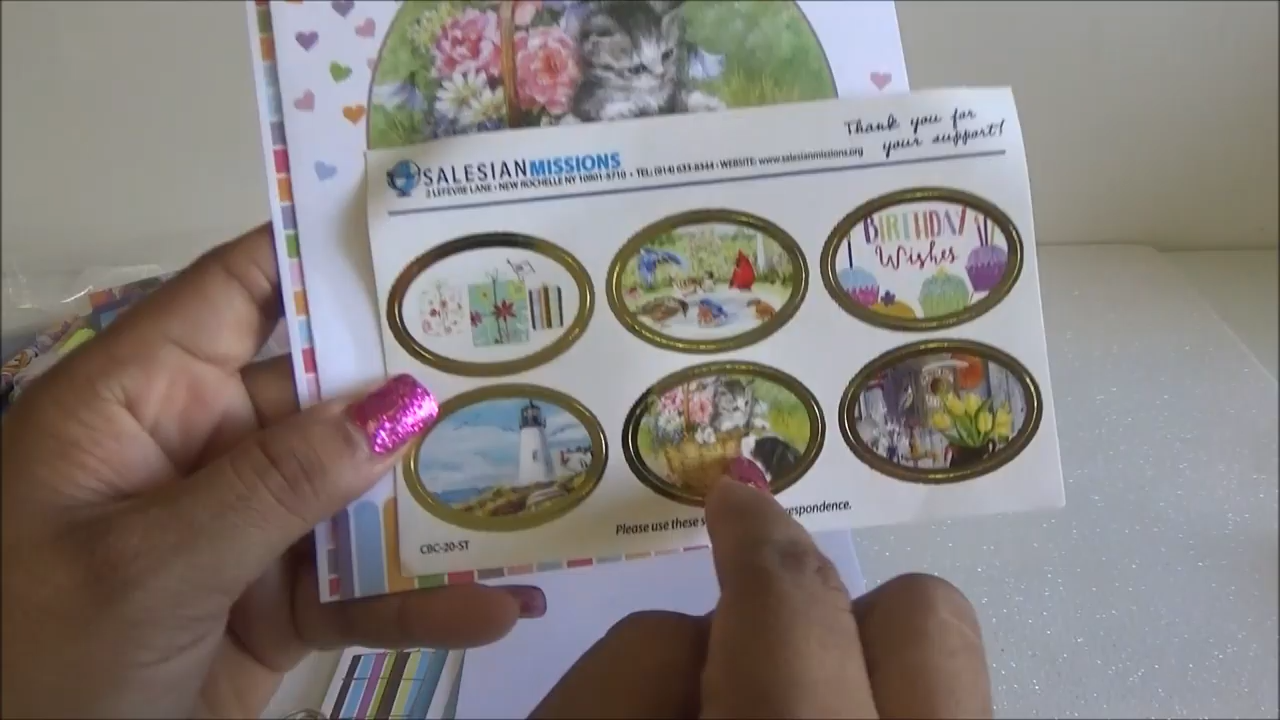 Thank you for
your support!
SALESIANMISSIONS
2 LEFEVRE LANE • NEW ROCHELLE NY 10801-5710 • TEL: (914) 633-8344 • WEBSITE: www.salesianmissions.org
BIRTHDAY
Wishes
Please use these
respondence.
CBC-20-ST